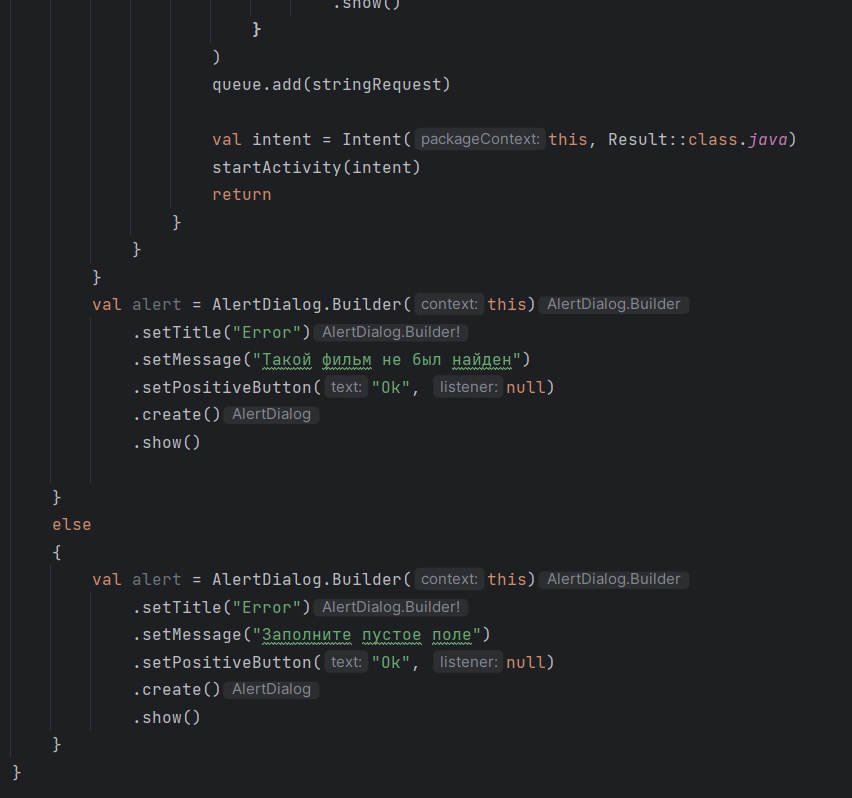 .show()
}
)
queue.add(stringRequest)
val intent = Intent( packageContext: this, Result::class.java)
startActivity(intent)
return
}
}
}
val alert = AlertDialog.Builder( context: this) AlertDialog.Builder
.setTitle("Error") AlertDialog.Builder!
.setMessage("Такой фильм не был найден")
.setPositiveButton( text: "Ok", listener: null)
.create() AlertDialog
.show()
}
else
{
val alert = AlertDialog.Builder( context: this) AlertDialog.Builder
.setTitle("Error") AlertDialog.Builder!
.setMessage("Заполните пустое поле")
.setPositiveButton( text: "Ok", listener: null)
.create() AlertDialog
.show()
}
}